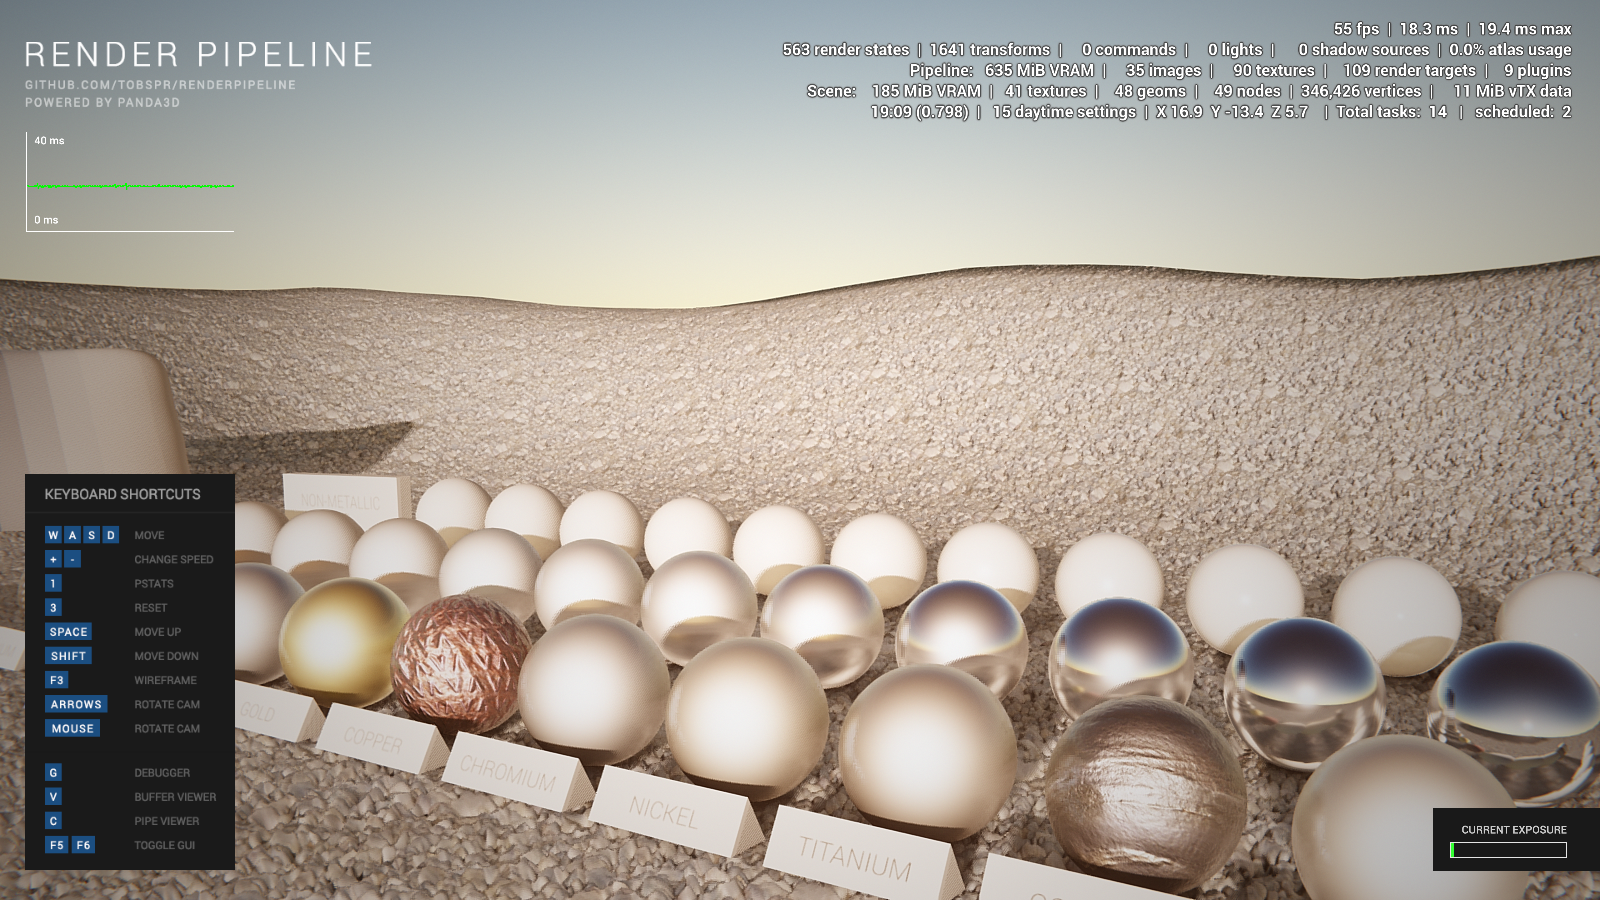 RENDER PIPELINE
GITHUB.COM/TOBSPR/RENDERPIPELINE
POWERED BY PANDA3D
55 fps | 18.3 ms | 19.4 ms max
563 render states | 1641 transforms | 0 commands | 0 lights | 0 shadow sources | 0.0% atlas usage
Pipeline: 635 MiB VRAM | 35 images | 90 textures | 109 render targets | 9 plugins
Scene: 185 MiB VRAM | 41 textures | 48 geoms | 49 nodes | 346,426 vertices | 11 MiB vTX data
19:09 (0.798) | 15 daytime settings | X 16.9 Y -13.4 Z 5.7 | Total tasks: 14 | scheduled: 2
40 ms
0 ms
NON-METALLIC
KEYBOARD SHORTCUTS
W A S D MOVE
+ - CHANGE SPEED
1 PSTATS
3 RESET
SPACE MOVE UP
SHIFT MOVE DOWN
F3 WIREFRAME
ARROWS ROTATE CAM
MOUSE ROTATE CAM
G DEBUGGER
V BUFFER VIEWER
C PIPE VIEWER
F5 F6 TOGGLE GUI
GOLD
COPPER
CHROMIUM
NICKEL
TITANIUM
CURRENT EXPOSURE